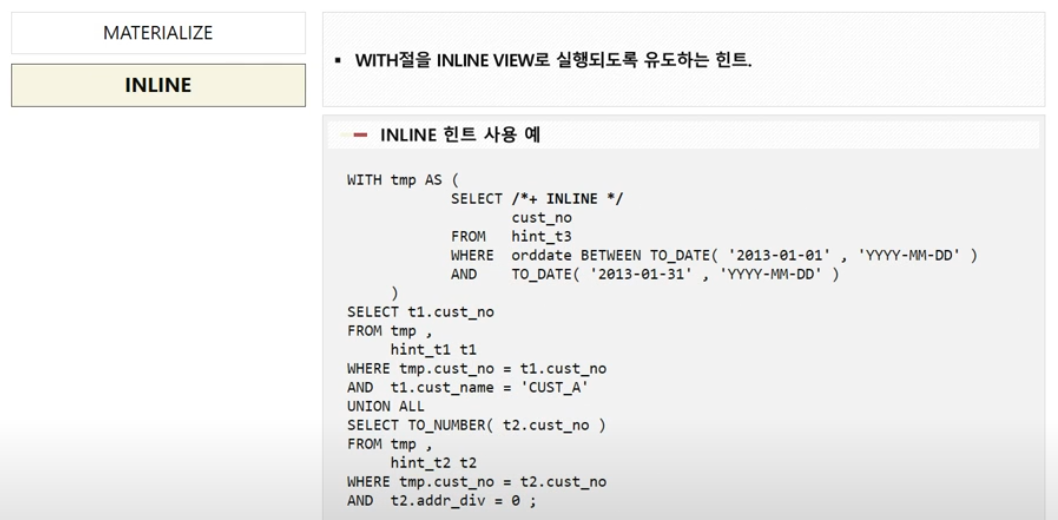 MATERIALIZE
INLINE
▪ WITH절을 INLINE VIEW로 실행되도록 유도하는 힌트.
INLINE 힌트 사용 예
WITH tmp AS (
SELECT /*+ INLINE */
cust_no
FROM hint_t3
WHERE orddate BETWEEN TO_DATE( '2013-01-01' , 'YYYY-MM-DD' )
AND TO_DATE( '2013-01-31' , 'YYYY-MM-DD' )
)
SELECT t1.cust_no
FROM tmp ,
hint_t1 t1
WHERE tmp.cust_no = t1.cust_no
AND t1.cust_name = 'CUST_A'
UNION ALL
SELECT TO_NUMBER( t2.cust_no )
FROM tmp ,
hint_t2 t2
WHERE tmp.cust_no = t2.cust_no
AND t2.addr_div = 0 ;